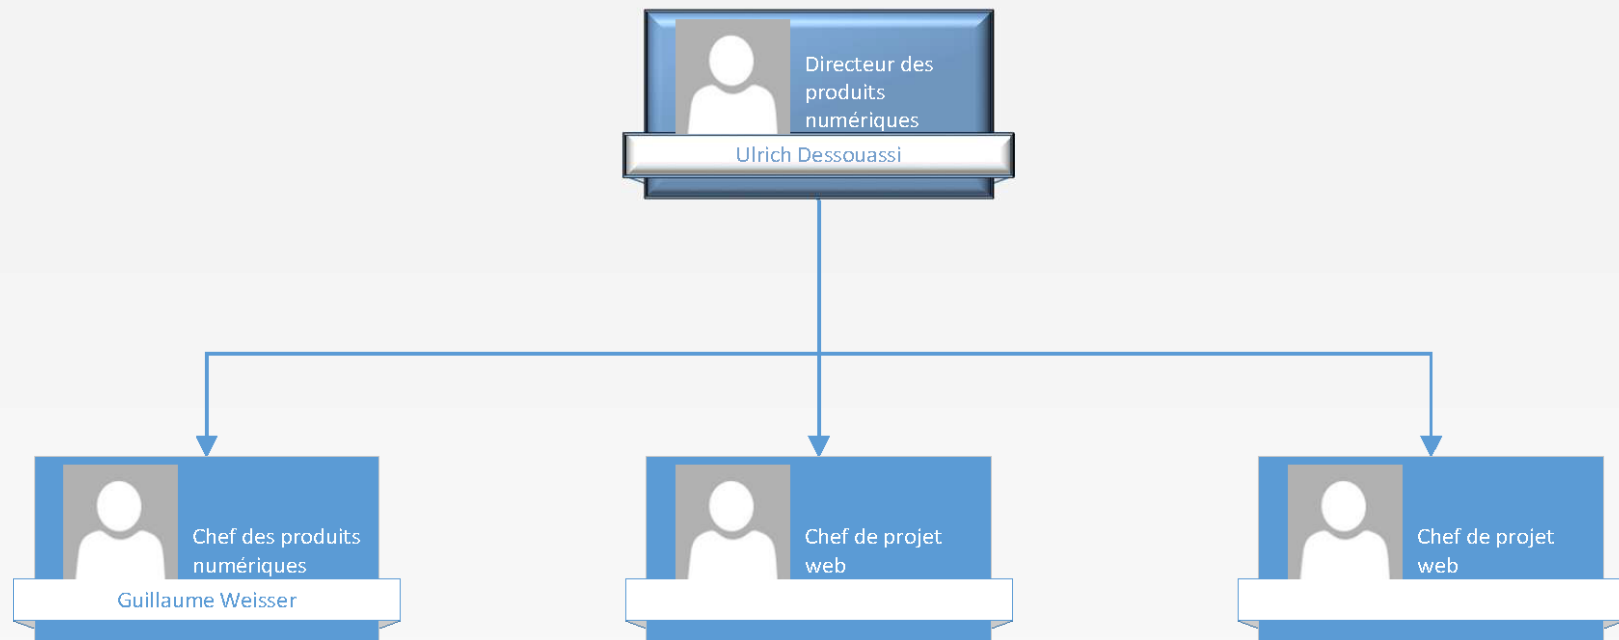 Directeur des
produits
numériques
Ulrich Dessouassi
Chef des produits
numériques
Guillaume Weisser
Chef de projet
web
Chef de projet
web